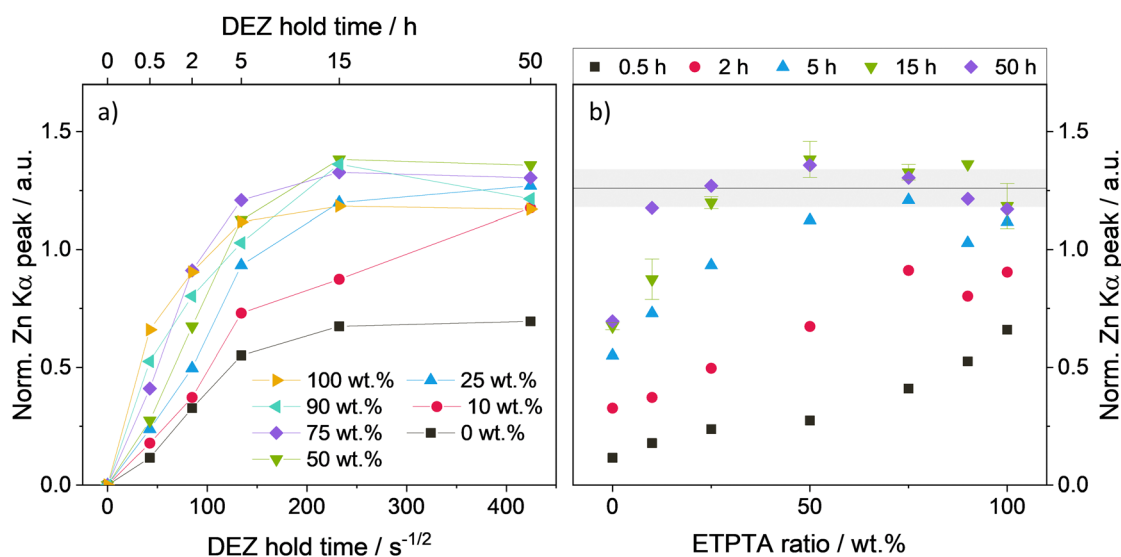 DEZ hold time / h
0 0.5 2 5 15 50
0.5 h 2 h 5 h 15 h 50 h
a)
b)
Norm. Zn Kα peak / a.u.
1.5
1.0
0.5
0.0
100 wt.% 25 wt.%
90 wt.% 10 wt.%
75 wt.% 0 wt.%
50 wt.%
0 100 200 300 400
DEZ hold time / s-1/2
1.5
1.0
0.5
0.0
Norm. Zn Kα peak / a.u.
0 50 100
ETPTA ratio / wt.%